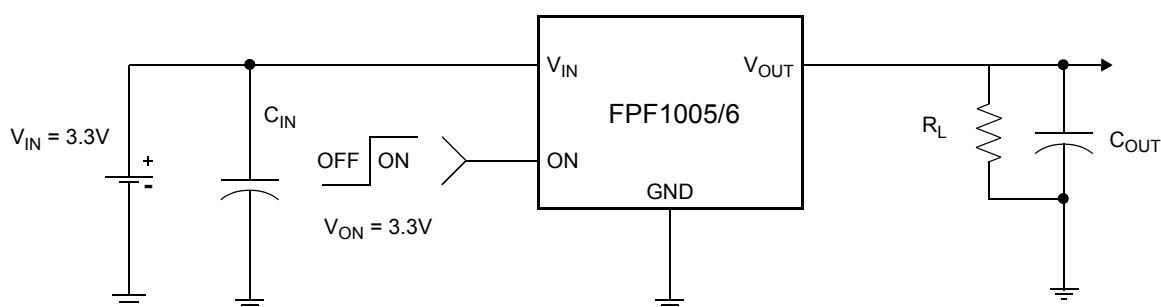 V_IN
V_OUT
FPF1005/6
C_IN
R_L
V_IN = 3.3V
C_OUT
+
-
OFF ON
ON
GND
V_ON = 3.3V